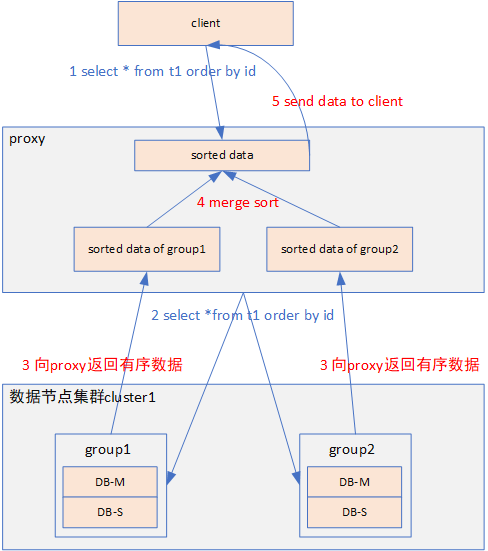 client
1 select * from t1 order by id
5 send data to client
proxy
sorted data
4 merge sort
sorted data of group1
sorted data of group2
2 select *from t1 order by id
3 向proxy返回有序数据
3 向proxy返回有序数据
数据节点集群cluster1
group1
DB-M
DB-S
group2
DB-M
DB-S